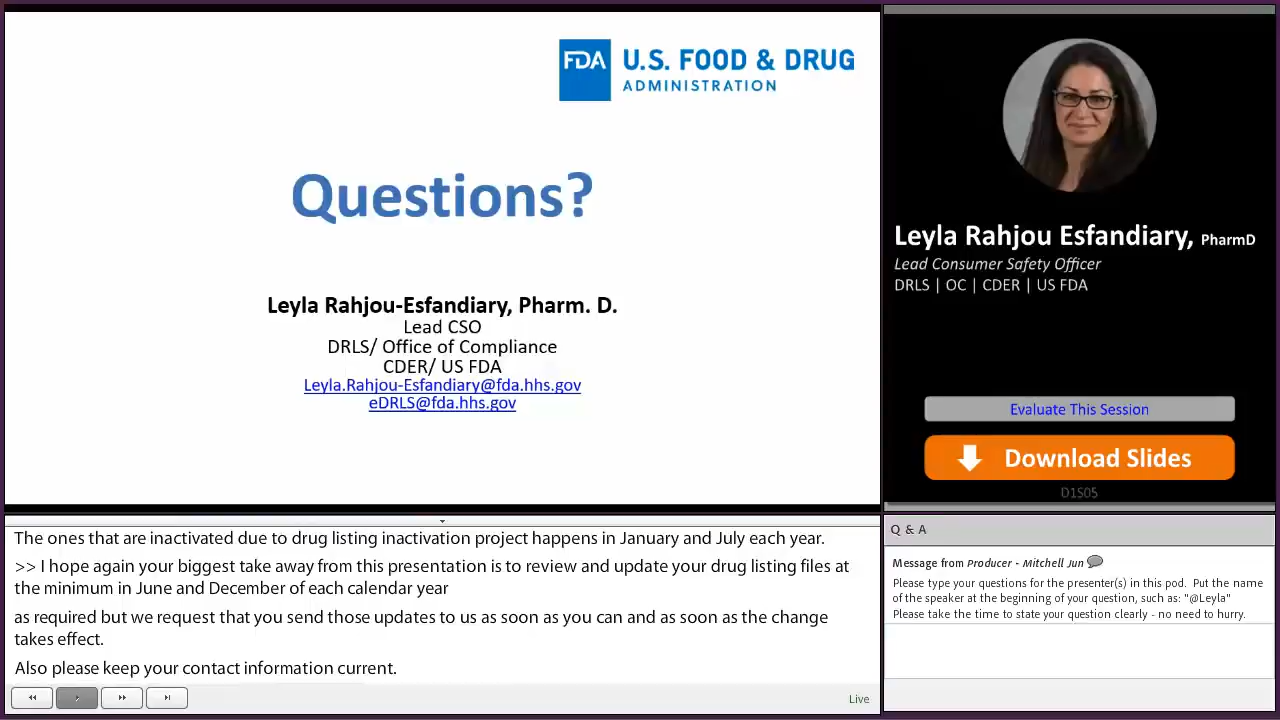 FDA
U.S. FOOD & DRUG
ADMINISTRATION
Questions?
Leyla Rahjou-Esfandiary, Pharm. D.
Lead CSO
DRLS/ Office of Compliance
CDER/ US FDA
Leyla.Rahjou-Esfandiary@fda.hhs.gov
eDRLS@fda.hhs.gov
Leyla Rahjou Esfandiary, PharmD
Lead Consumer Safety Officer
DRLS | OC | CDER | US FDA
Evaluate This Session
Download Slides
D1S05
The ones that are inactivated due to drug listing inactivation project happens in January and July each year.
>> I hope again your biggest take away from this presentation is to review and update your drug listing files at
the minimum in June and December of each calendar year
as required but we request that you send those updates to us as soon as you can and as soon as the change
takes effect.
Also please keep your contact information current.
Live
Q & A
Message from Producer - Mitchell Jun
Please type your questions for the presenter(s) in this pod. Put the name
of the speaker at the beginning of your question, such as: "@Leyla"
Please take the time to state your question clearly - no need to hurry.